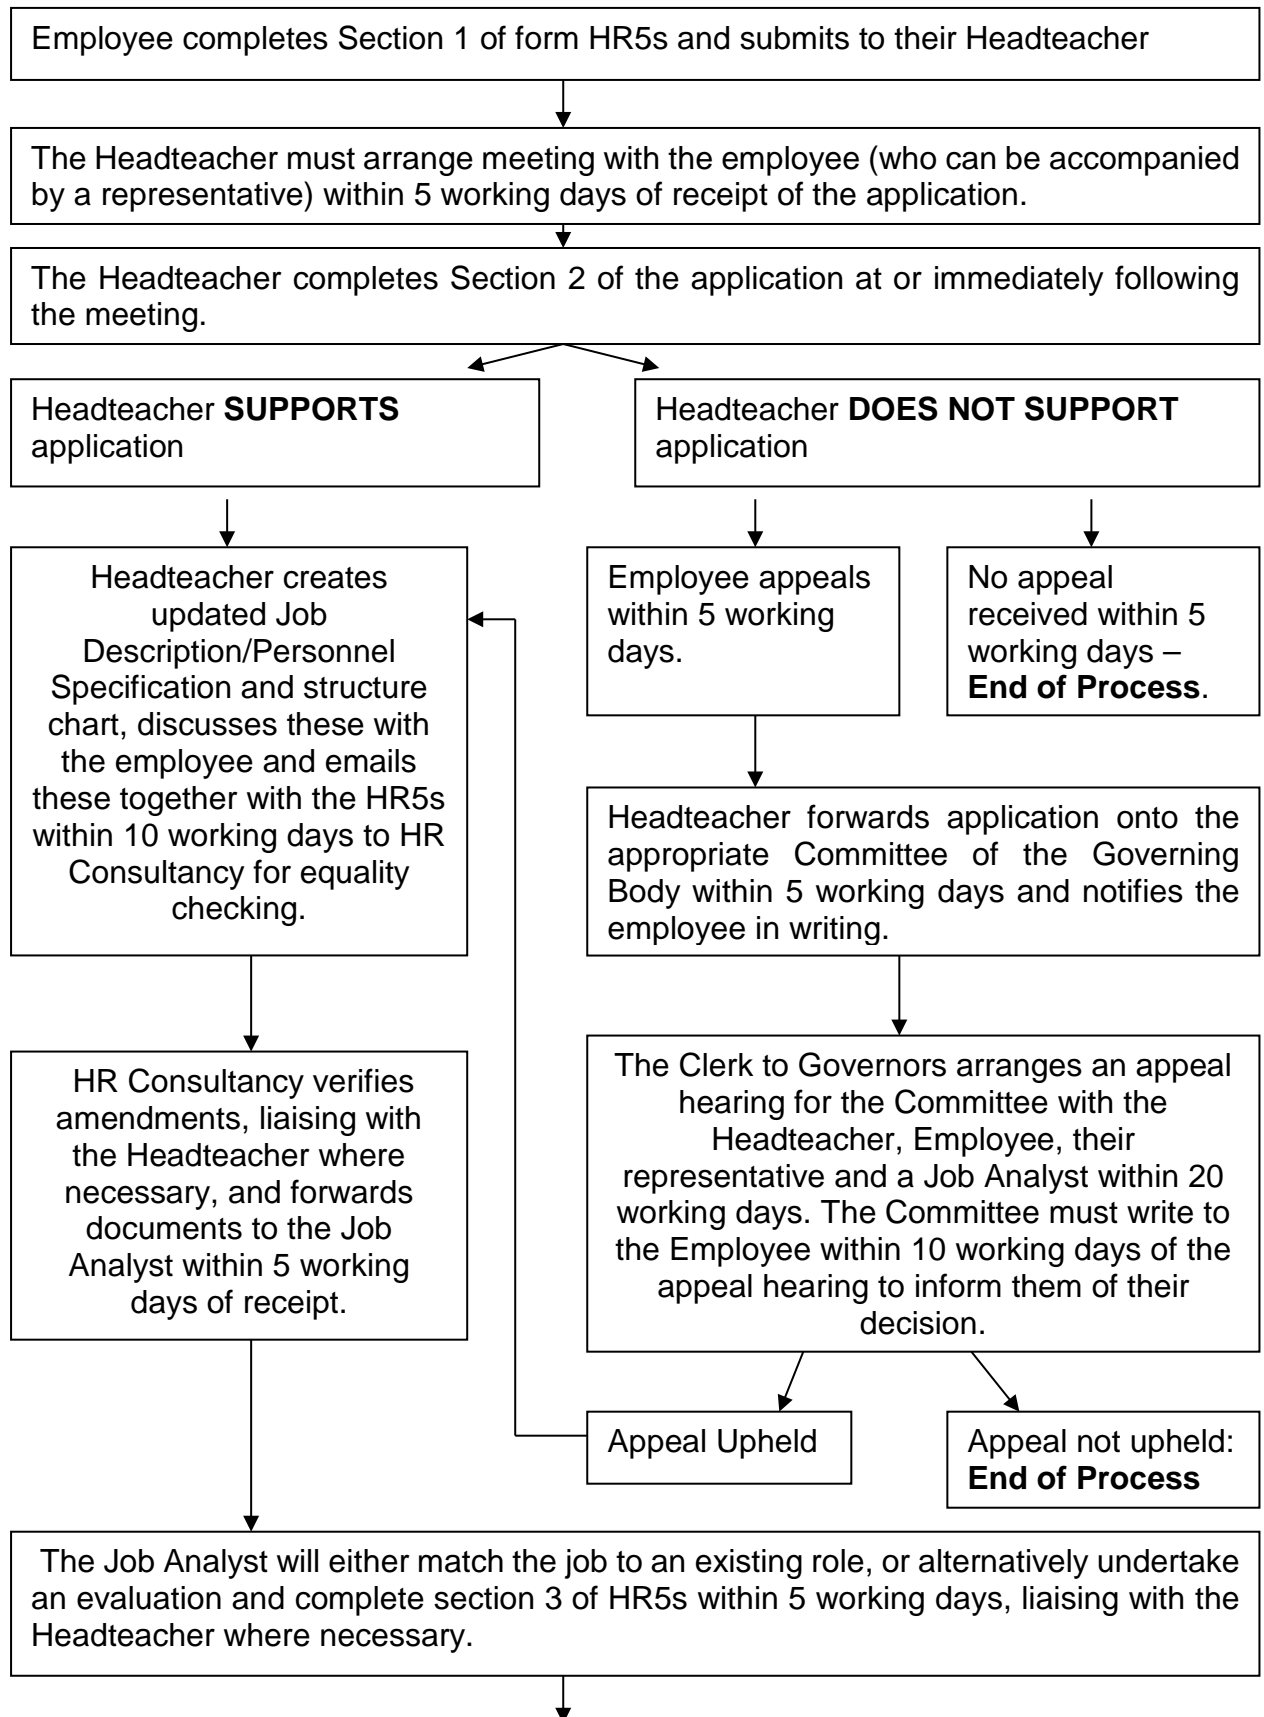 Employee completes Section 1 of form HR5s and submits to their Headteacher
The Headteacher must arrange meeting with the employee (who can be accompanied
by a representative) within 5 working days of receipt of the application.
The Headteacher completes Section 2 of the application at or immediately following
the meeting.
Headteacher SUPPORTS
application
Headteacher DOES NOT SUPPORT
application
Headteacher creates
updated Job
Description/Personnel
Specification and structure
chart, discusses these with
the employee and emails
these together with the HR5s
within 10 working days to HR
Consultancy for equality
checking.
Employee appeals
within 5 working
days.
No appeal
received within 5
working days –
End of Process.
Headteacher forwards application onto the
appropriate Committee of the Governing
Body within 5 working days and notifies the
employee in writing.
HR Consultancy verifies
amendments, liaising with
the Headteacher where
necessary, and forwards
documents to the Job
Analyst within 5 working
days of receipt.
The Clerk to Governors arranges an appeal
hearing for the Committee with the
Headteacher, Employee, their
representative and a Job Analyst within 20
working days. The Committee must write to
the Employee within 10 working days of the
appeal hearing to inform them of their
decision.
Appeal Upheld
Appeal not upheld:
End of Process
The Job Analyst will either match the job to an existing role, or alternatively undertake
an evaluation and complete section 3 of HR5s within 5 working days, liaising with the
Headteacher where necessary.